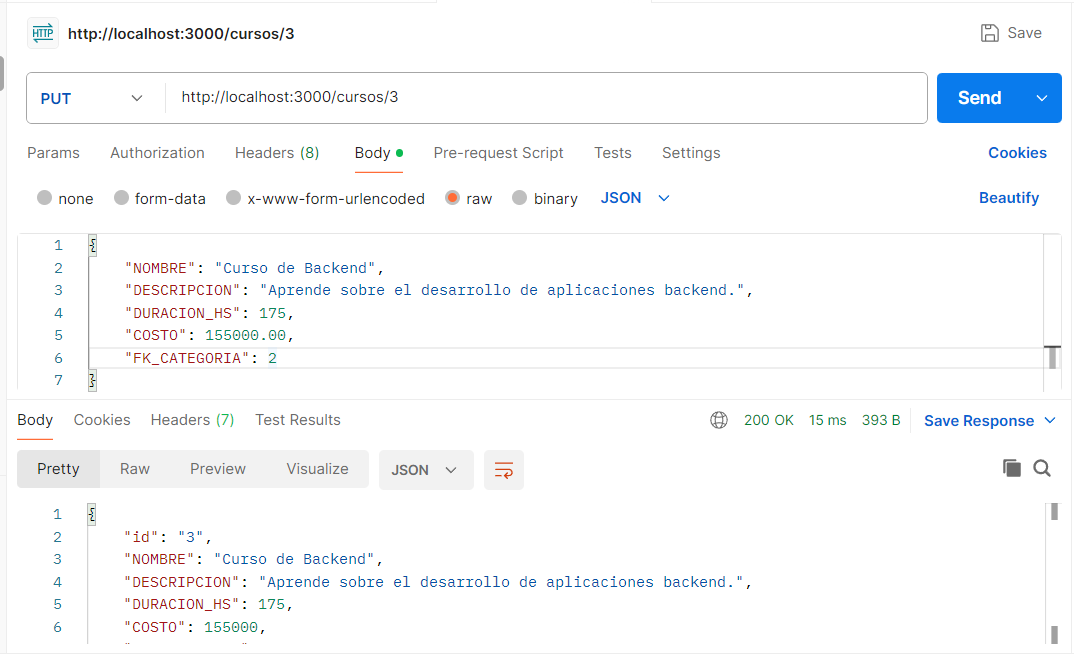 HTTP http://localhost:3000/cursos/3 Save
PUT http://localhost:3000/cursos/3 Send
Params Authorization Headers (8) Body Pre-request Script Tests Settings Cookies
none form-data x-www-form-urlencoded raw binary JSON Beautify
1 {
2 "NOMBRE": "Curso de Backend",
3 "DESCRIPCION": "Aprende sobre el desarrollo de aplicaciones backend.",
4 "DURACION_HS": 175,
5 "COSTO": 155000.00,
6 "FK_CATEGORIA": 2
7 }
Body Cookies Headers (7) Test Results 200 OK 15 ms 393 B Save Response
Pretty Raw Preview Visualize JSON
1 {
2 "id": "3",
3 "NOMBRE": "Curso de Backend",
4 "DESCRIPCION": "Aprende sobre el desarrollo de aplicaciones backend.",
5 "DURACION_HS": 175,
6 "COSTO": 155000,